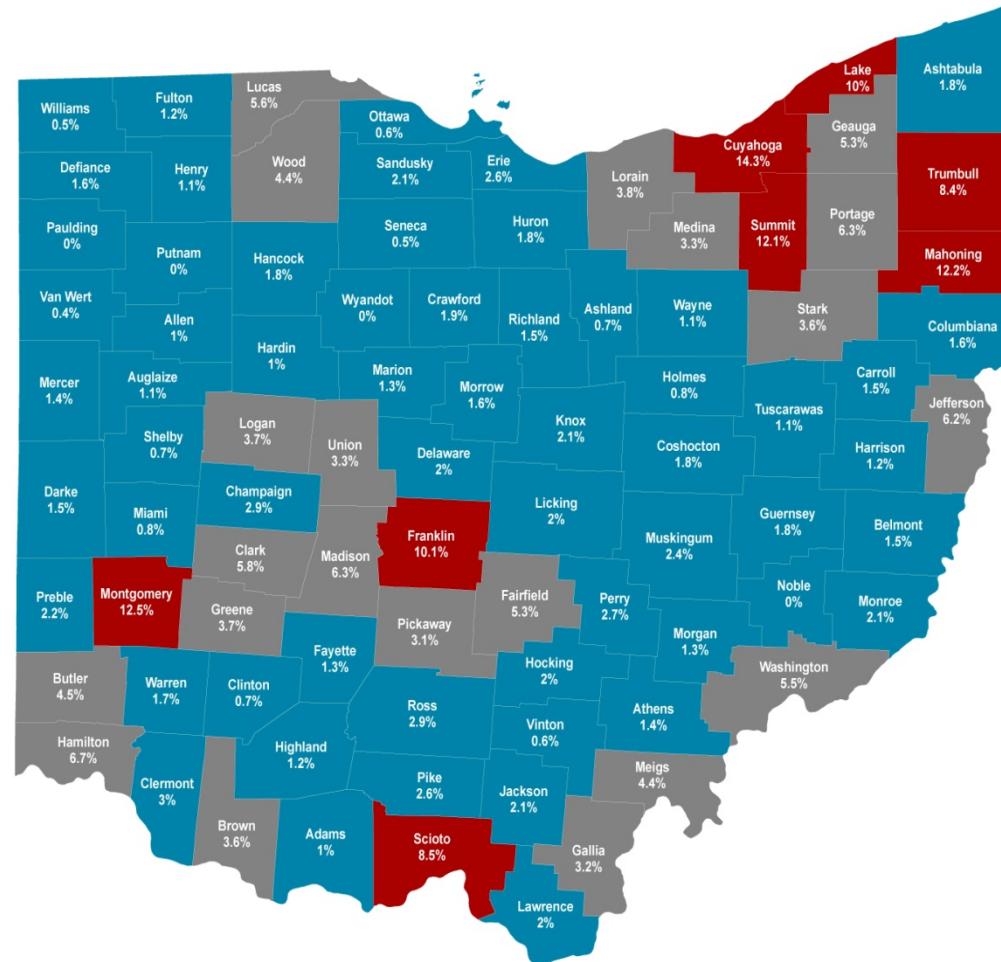 Lake
10%
Ashtabula
1.8%
Williams
0.5%
Fulton
1.2%
Lucas
5.6%
Ottawa
0.6%
Geauga
5.3%
Cuyahoga
14.3%
Defiance
1.6%
Henry
1.1%
Wood
4.4%
Sandusky
2.1%
Erie
2.6%
Lorain
3.8%
Trumbull
8.4%
Paulding
0%
Putnam
0%
Hancock
1.8%
Seneca
0.5%
Huron
1.8%
Medina
3.3%
Summit
12.1%
Portage
6.3%
Mahoning
12.2%
Van Wert
0.4%
Allen
1%
Hardin
1%
Wyandot
0%
Crawford
1.9%
Richland
1.5%
Ashland
0.7%
Wayne
1.1%
Stark
3.6%
Columbiana
1.6%
Mercer
1.4%
Auglaize
1.1%
Marion
1.3%
Morrow
1.6%
Holmes
0.8%
Carroll
1.5%
Jefferson
6.2%
Shelby
0.7%
Logan
3.7%
Union
3.3%
Delaware
2%
Knox
2.1%
Coshocton
1.8%
Tuscarawas
1.1%
Harrison
1.2%
Darke
1.5%
Miami
0.8%
Champaign
2.9%
Licking
2%
Muskingum
2.4%
Guernsey
1.8%
Belmont
1.5%
Clark
5.8%
Madison
6.3%
Franklin
10.1%
Preble
2.2%
Montgomery
12.5%
Greene
3.7%
Pickaway
3.1%
Fairfield
5.3%
Perry
2.7%
Noble
0%
Monroe
2.1%
Morgan
1.3%
Washington
5.5%
Fayette
1.3%
Hocking
2%
Butler
4.5%
Warren
1.7%
Clinton
0.7%
Ross
2.9%
Vinton
0.6%
Athens
1.4%
Hamilton
6.7%
Clermont
3%
Highland
1.2%
Pike
2.6%
Jackson
2.1%
Meigs
4.4%
Brown
3.6%
Adams
1%
Scioto
8.5%
Gallia
3.2%
Lawrence
2%